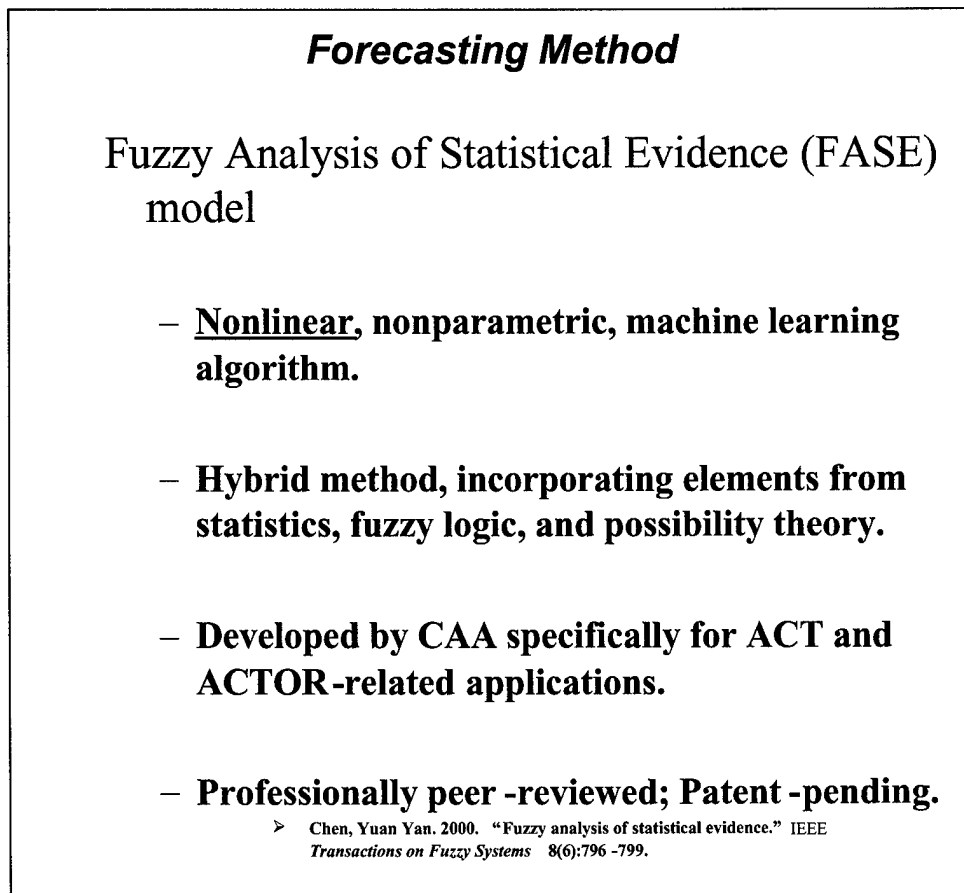 Forecasting Method
Fuzzy Analysis of Statistical Evidence (FASE)
model
– Nonlinear, nonparametric, machine learning
algorithm.
– Hybrid method, incorporating elements from
statistics, fuzzy logic, and possibility theory.
– Developed by CAA specifically for ACT and
ACTOR-related applications.
– Professionally peer -reviewed; Patent -pending.
➢ Chen, Yuan Yan. 2000. “Fuzzy analysis of statistical evidence.” IEEE
Transactions on Fuzzy Systems 8(6):796 -799.